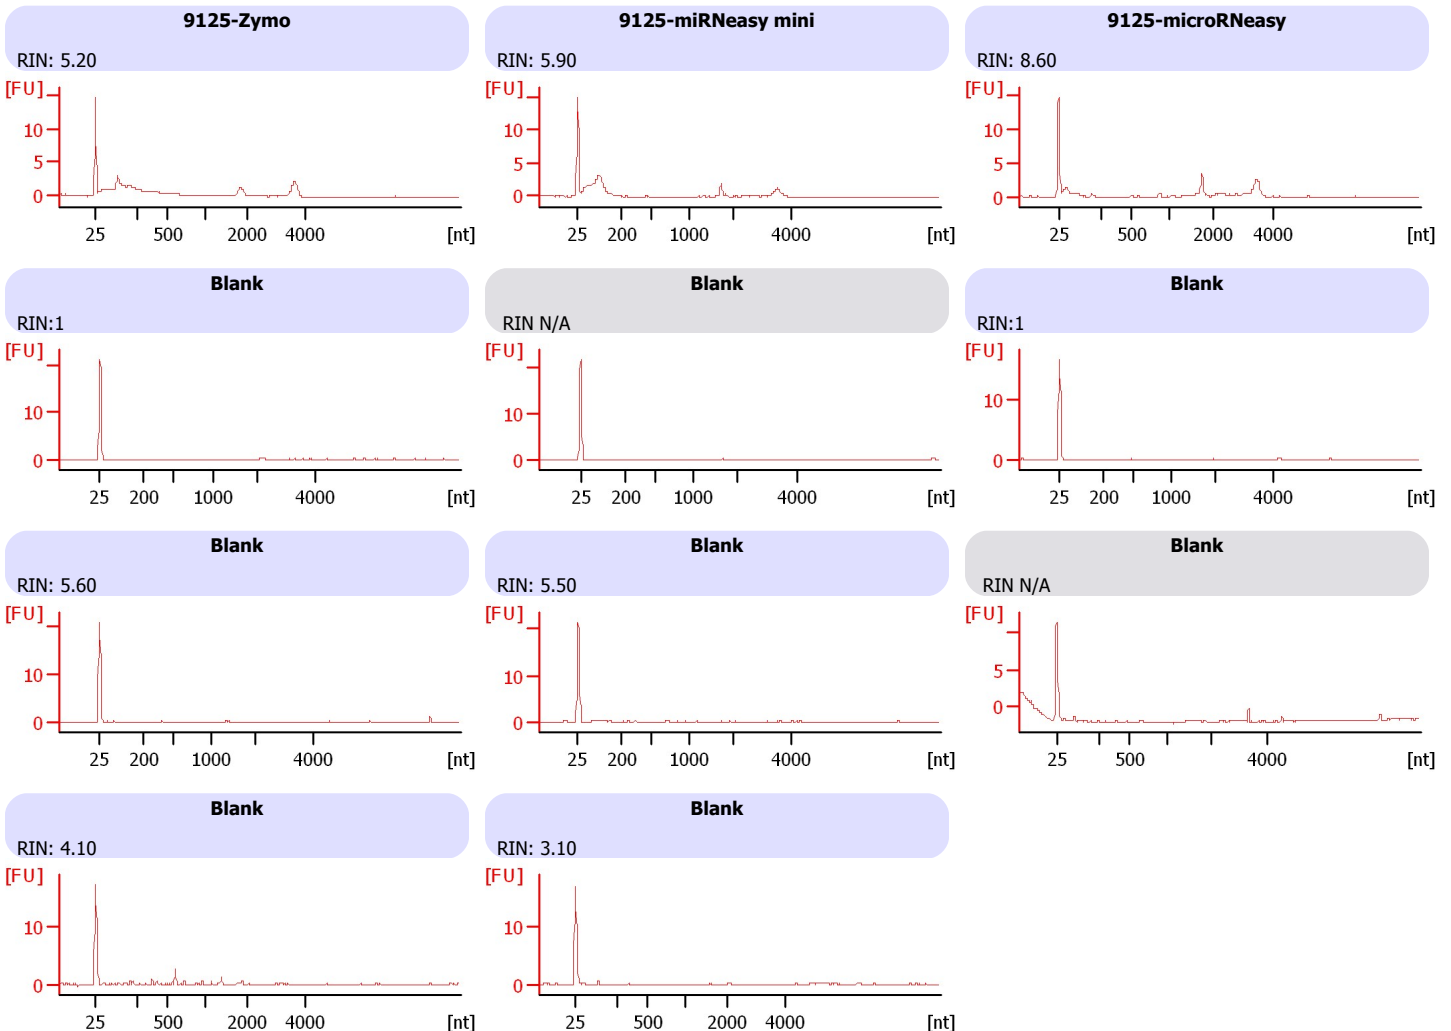 9125-Zymo
RIN: 5.20
[FU]
10
5
0
25 500 2000 4000 [nt]
9125-miRNeasy mini
RIN: 5.90
[FU]
10
5
0
25 200 1000 4000 [nt]
9125-microRNeasy
RIN: 8.60
[FU]
10
5
0
25 500 2000 4000 [nt]
Blank
RIN:1
[FU]
10
0
25 200 1000 4000 [nt]
Blank
RIN N/A
[FU]
10
0
25 200 1000 4000 [nt]
Blank
RIN:1
[FU]
10
0
25 200 1000 4000 [nt]
Blank
RIN: 5.60
[FU]
10
0
25 200 1000 4000 [nt]
Blank
RIN: 5.50
[FU]
10
0
25 200 1000 4000 [nt]
Blank
RIN N/A
[FU]
5
0
25 500 4000 [nt]
Blank
RIN: 4.10
[FU]
10
0
25 500 2000 4000 [nt]
Blank
RIN: 3.10
[FU]
10
0
25 500 2000 4000 [nt]